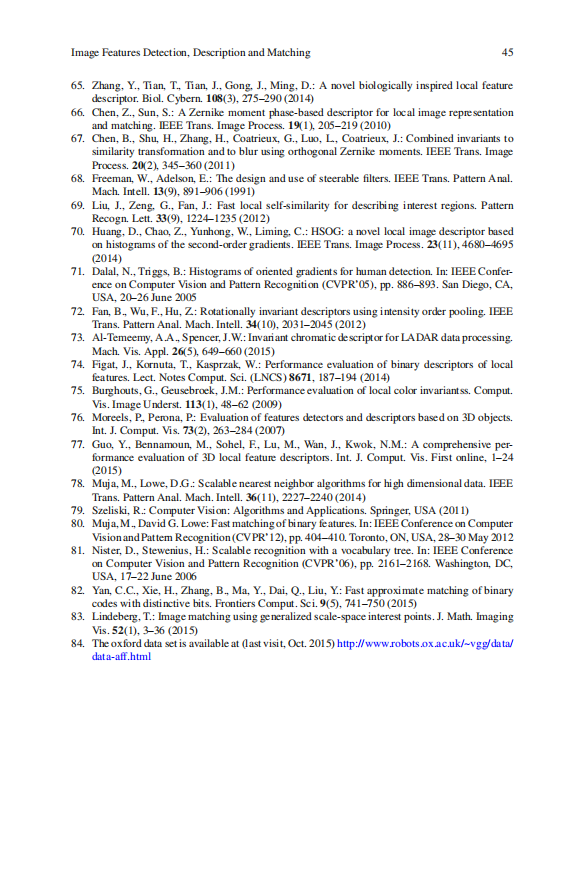 Image Features Detection, Description and Matching 45
65. Zhang, Y., Tian, T., Tian, J., Gong, J., Ming, D.: A novel biologically inspired local feature
descriptor. Biol. Cybern. 108(3), 275–290 (2014)
66. Chen, Z., Sun, S.: A Zernike moment phase-based descriptor for local image representation
and matching. IEEE Trans. Image Process. 19(1), 205–219 (2010)
67. Chen, B., Shu, H., Zhang, H., Coatrieux, G., Luo, L., Coatrieux, J.: Combined invariants to
similarity transformation and to blur using orthogonal Zernike moments. IEEE Trans. Image
Process. 20(2), 345–360 (2011)
68. Freeman, W., Adelson, E.: The design and use of steerable filters. IEEE Trans. Pattern Anal.
Mach. Intell. 13(9), 891–906 (1991)
69. Liu, J., Zeng, G., Fan, J.: Fast local self-similarity for describing interest regions. Pattern
Recogn. Lett. 33(9), 1224–1235 (2012)
70. Huang, D., Chao, Z., Yunhong, W., Liming, C.: HSOG: a novel local image descriptor based
on histograms of the second-order gradients. IEEE Trans. Image Process. 23(11), 4680–4695
(2014)
71. Dalal, N., Triggs, B.: Histograms of oriented gradients for human detection. In: IEEE Confer-
ence on Computer Vision and Pattern Recognition (CVPR'05), pp. 886–893. San Diego, CA,
USA, 20–26 June 2005
72. Fan, B., Wu, F., Hu, Z.: Rotationally invariant descriptors using intensity order pooling. IEEE
Trans. Pattern Anal. Mach. Intell. 34(10), 2031–2045 (2012)
73. Al-Temeemy, A.A., Spencer, J.W.: Invariant chromatic descriptor for LADAR data processing.
Mach. Vis. Appl. 26(5), 649–660 (2015)
74. Figat, J., Kornuta, T., Kasprzak, W.: Performance evaluation of binary descriptors of local
features. Lect. Notes Comput. Sci. (LNCS) 8671, 187–194 (2014)
75. Burghouts, G., Geusebroek, J.M.: Performance evaluation of local color invariantss. Comput.
Vis. Image Underst. 113(1), 48–62 (2009)
76. Moreels, P., Perona, P.: Evaluation of features detectors and descriptors based on 3D objects.
Int. J. Comput. Vis. 73(2), 263–284 (2007)
77. Guo, Y., Bennamoun, M., Sohel, F., Lu, M., Wan, J., Kwok, N.M.: A comprehensive per-
formance evaluation of 3D local feature descriptors. Int. J. Comput. Vis. First online, 1–24
(2015)
78. Muja, M., Lowe, D.G.: Scalable nearest neighbor algorithms for high dimensional data. IEEE
Trans. Pattern Anal. Mach. Intell. 36(11), 2227–2240 (2014)
79. Szeliski, R.: Computer Vision: Algorithms and Applications. Springer, USA (2011)
80. Muja, M., David G. Lowe: Fast matching of binary features. In: IEEE Conference on Computer
Vision and Pattern Recognition (CVPR'12), pp. 404–410. Toronto, ON, USA, 28–30 May 2012
81. Nister, D., Stewenius, H.: Scalable recognition with a vocabulary tree. In: IEEE Conference
on Computer Vision and Pattern Recognition (CVPR'06), pp. 2161–2168. Washington, DC,
USA, 17–22 June 2006
82. Yan, C.C., Xie, H., Zhang, B., Ma, Y., Dai, Q., Liu, Y.: Fast approximate matching of binary
codes with distinctive bits. Frontiers Comput. Sci. 9(5), 741–750 (2015)
83. Lindeberg, T.: Image matching using generalized scale-space interest points. J. Math. Imaging
Vis. 52(1), 3–36 (2015)
84. The oxford data set is available at (last visit, Oct. 2015) http://www.robots.ox.ac.uk/~vgg/data/
data-aff.html